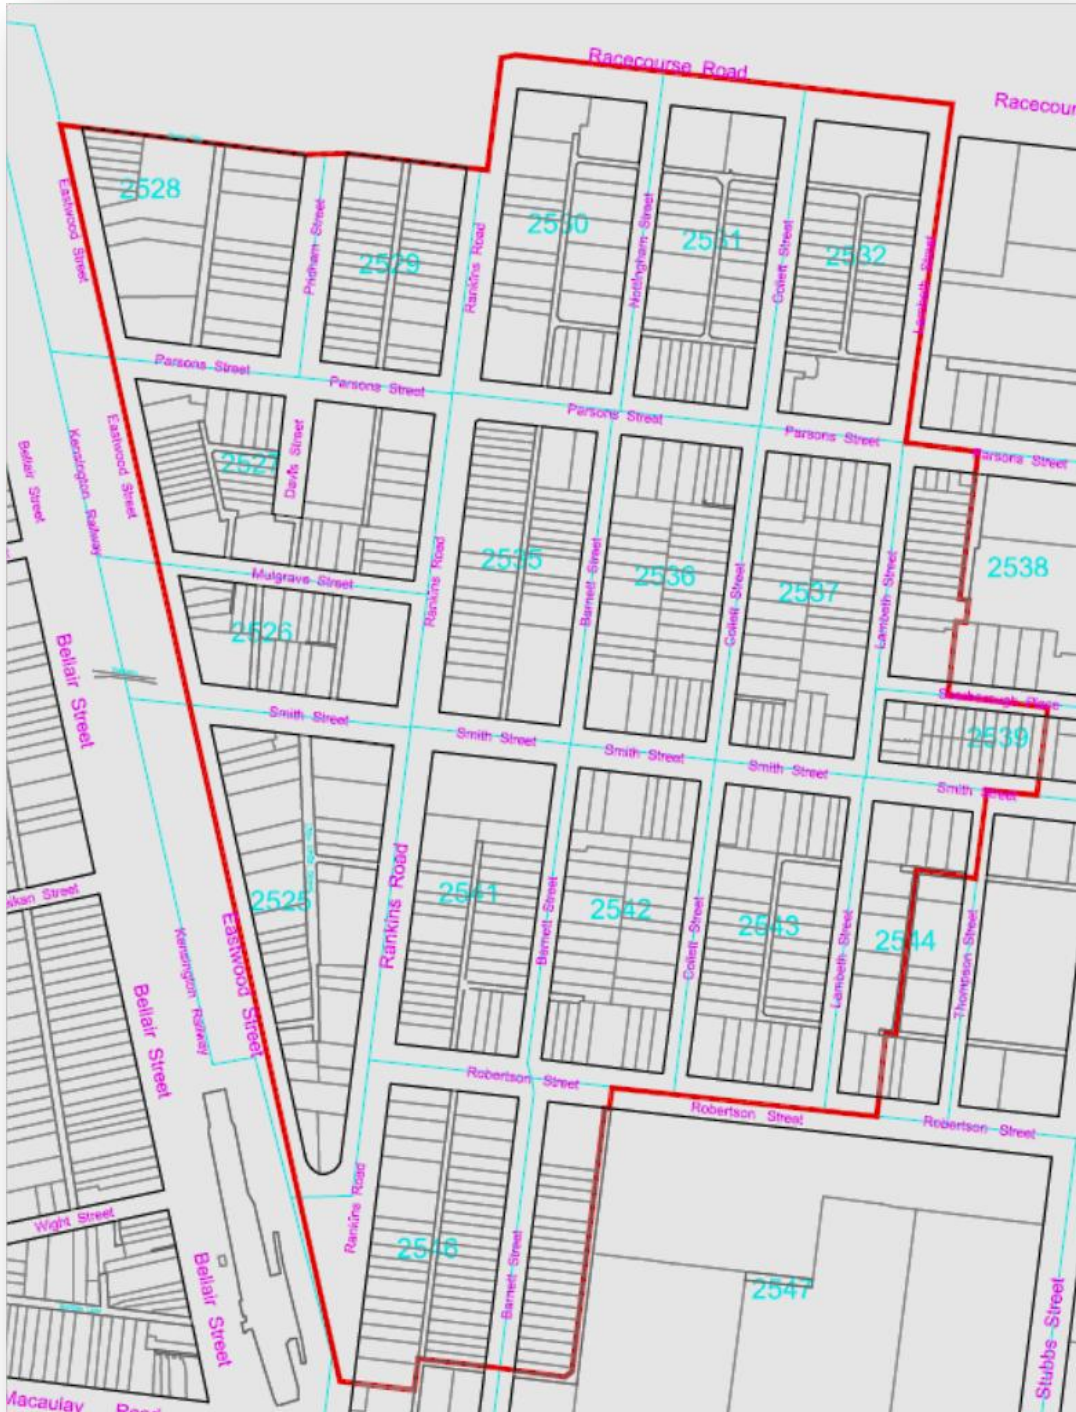 Racecourse Road
Racecour
Eastwood Street
2528
Pridham Street
2529
Rankins Road
2530
Nottingham Street
2531
Collett Street
2532
Lambeth Street
Parsons Street
Parsons Street
Parsons Street
Parsons Street
Parsons Street
Bellair Street
Kensington Railway
Eastwood Street
2527
Davis Street
Rankins Road
2535
Barnett Street
2536
Collett Street
2537
Lambeth Street
2538
Mulgrave Street
2526
Bellair Street
Smith Street
Smith Street
Smith Street
Smith Street
Smith Street
2539
2525
Rankins Road
2541
Barnett Street
2542
Collett Street
2543
Lambeth Street
2544
Thompson Street
Eastwood Street
Kensington Railway
Bellair Street
Robertson Street
Robertson Street
Robertson Street
Wight Street
Rankins Road
2546
Barnett Street
2547
Bellair Street
Stubbs Street
Macaulay